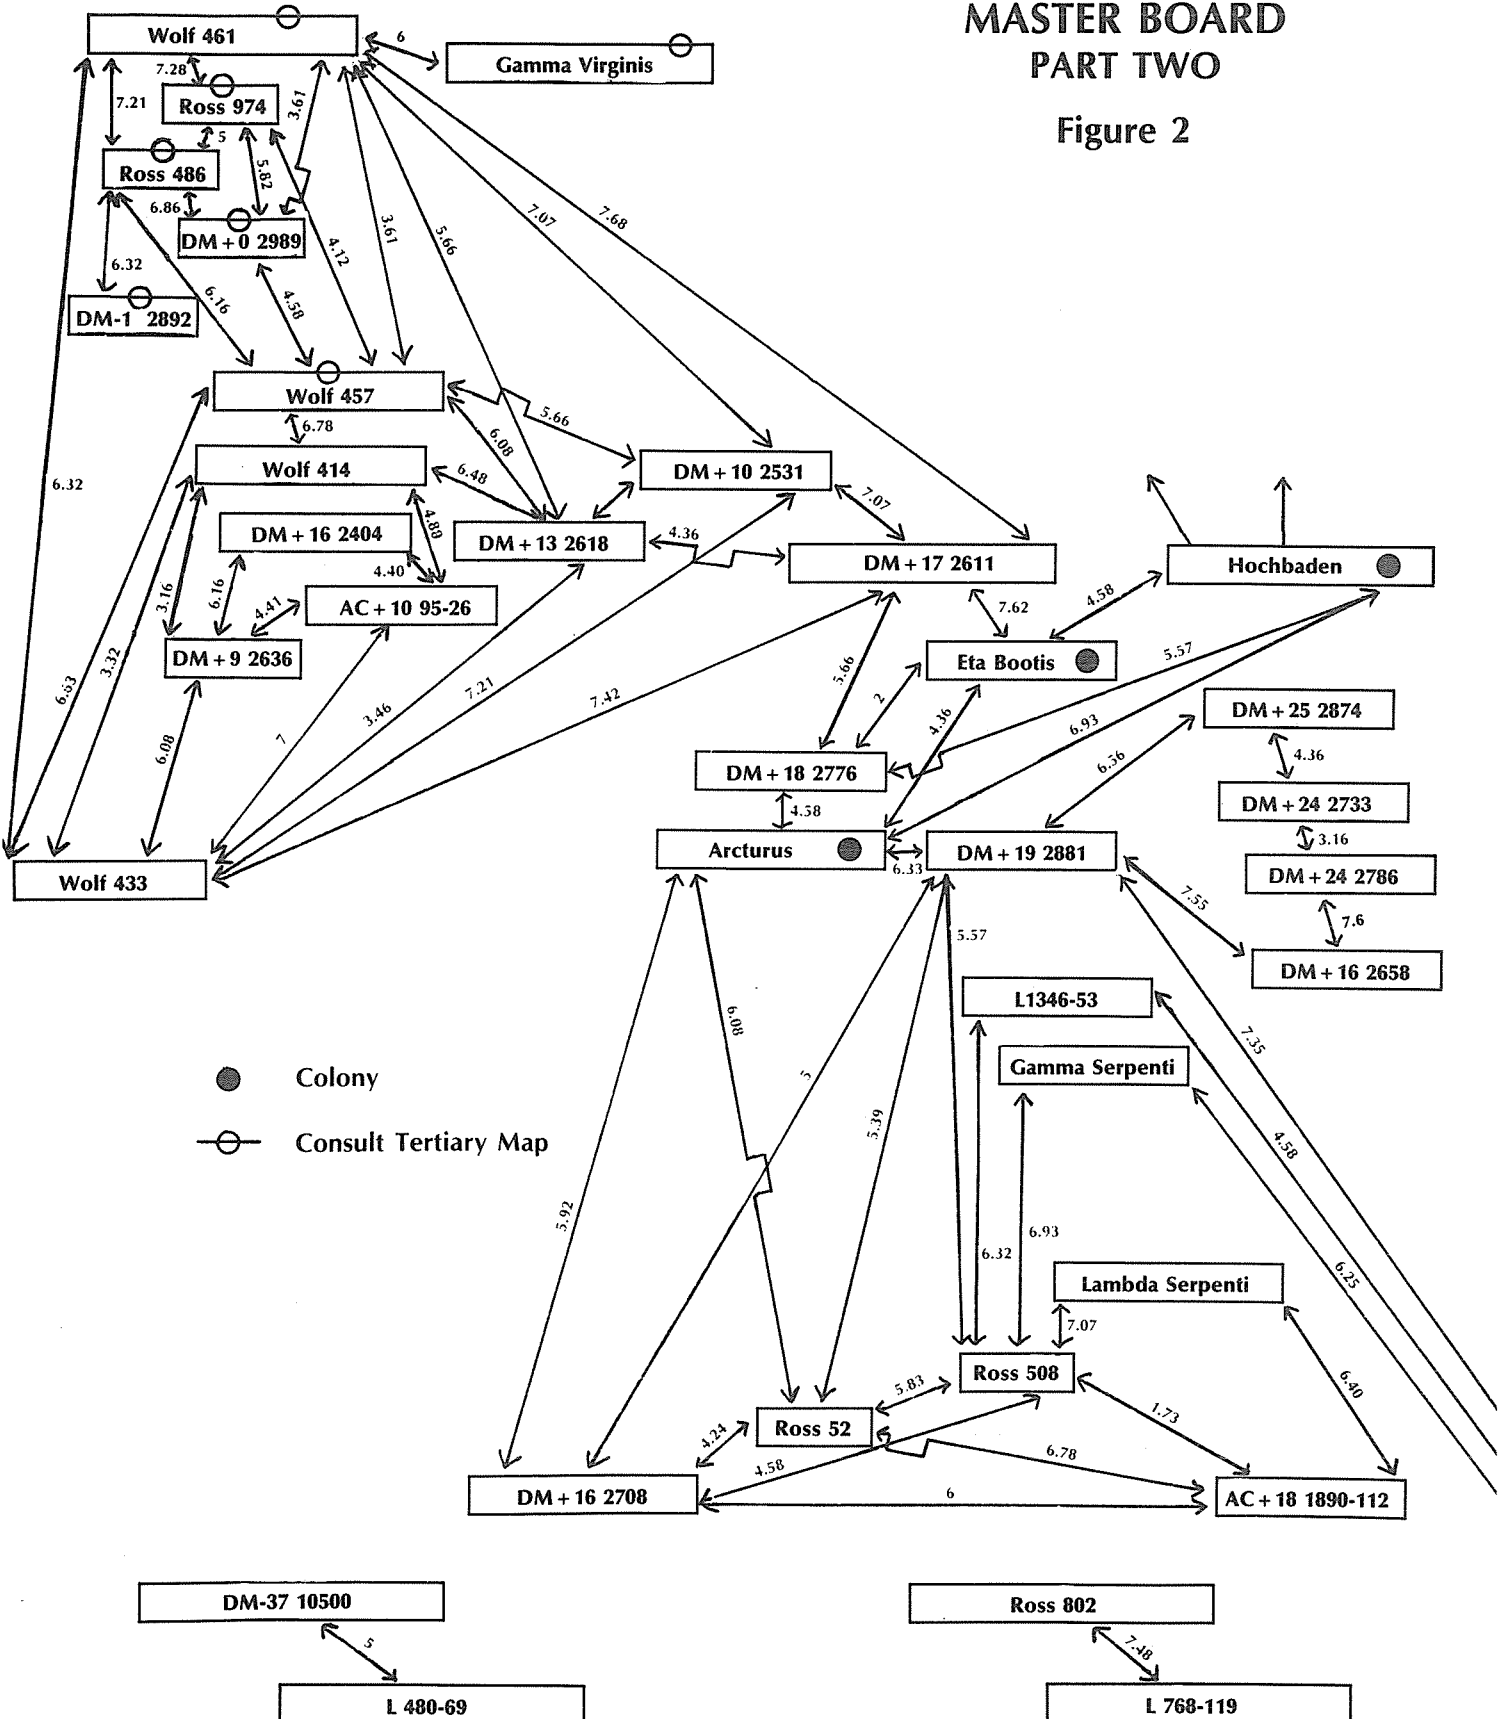 MASTER BOARD
PART TWO
Figure 2
Wolf 461
6
Gamma Virginis
7.28
7.21
Ross 974
3.61
5
Ross 486
5.82
6.86
DM + 0 2989
4.12
3.61
5.66
7.07
7.68
6.32
6.16
4.58
DM-1 2892
Wolf 457
5.66
6.78
6.08
6.32
Wolf 414
6.48
DM + 10 2531
7.07
4.80
DM + 16 2404
DM + 13 2618
4.36
DM + 17 2611
Hochbaden
4.40
3.16
6.16
4.41
AC + 10 95-26
7.62
4.58
DM + 9 2636
Eta Bootis
5.57
3.32
6.53
5.66
2
7.21
7.42
3.46
7
6.08
4.36
6.93
DM + 25 2874
6.56
4.36
DM + 18 2776
4.58
DM + 24 2733
3.16
Arcturus
6.33
DM + 19 2881
Wolf 433
DM + 24 2786
7.55
7.6
5.57
DM + 16 2658
L1346-53
6.08
7.35
Gamma Serpenti
5
Colony
5.39
4.58
Consult Tertiary Map
5.92
6.32
6.93
6.25
Lambda Serpenti
7.07
Ross 508
5.83
6.40
1.73
Ross 52
4.24
6.78
4.58
6
DM + 16 2708
AC + 18 1890-112
DM-37 10500
Ross 802
5
7.48
L 480-69
L 768-119